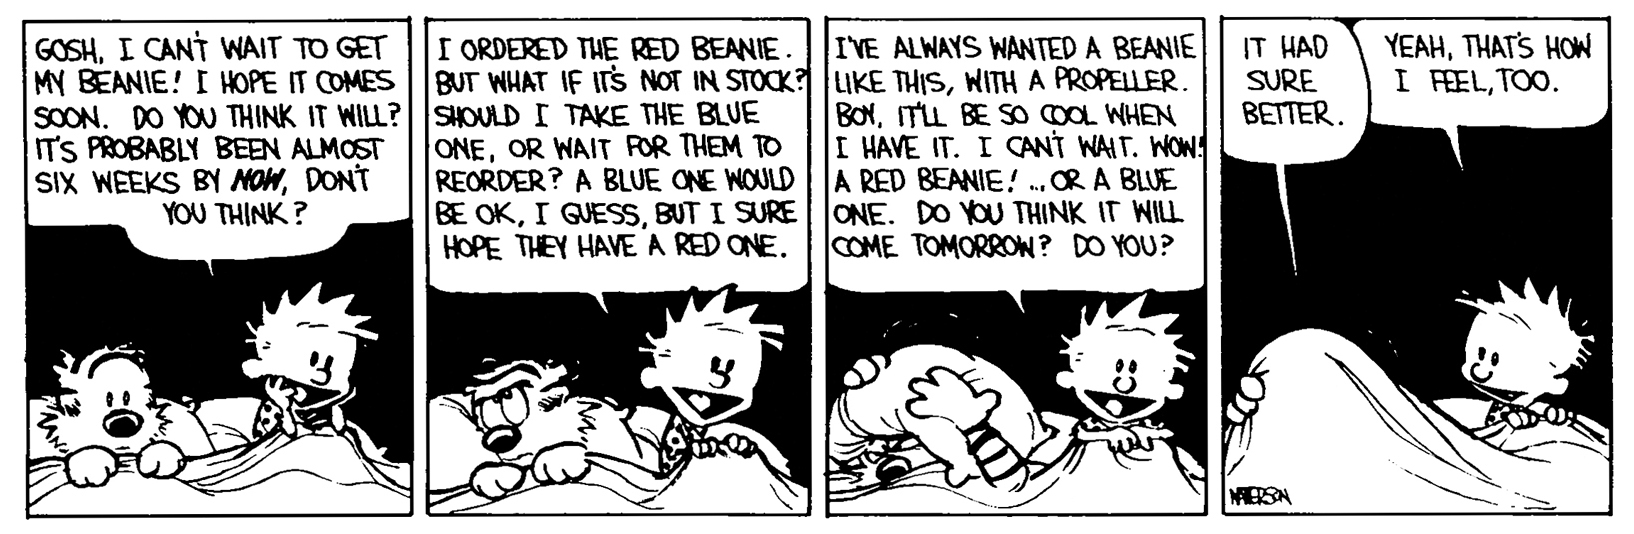 GOSH, I CAN'T WAIT TO GET
MY BEANIE! I HOPE IT COMES
SOON. DO YOU THINK IT WILL?
IT'S PROBABLY BEEN ALMOST
SIX WEEKS BY NOW, DON'T
YOU THINK?
I ORDERED THE RED BEANIE.
BUT WHAT IF IT'S NOT IN STOCK?
SHOULD I TAKE THE BLUE
ONE, OR WAIT FOR THEM TO
REORDER? A BLUE ONE WOULD
BE OK, I GUESS, BUT I SURE
HOPE THEY HAVE A RED ONE.
I'VE ALWAYS WANTED A BEANIE
LIKE THIS, WITH A PROPELLER.
BOY, IT'LL BE SO COOL WHEN
I HAVE IT. I CAN'T WAIT. WOW!
A RED BEANIE! ...OR A BLUE
ONE. DO YOU THINK IT WILL
COME TOMORROW? DO YOU?
IT HAD
SURE
BETTER.
YEAH, THAT'S HOW
I FEEL, TOO.
WATTERSON